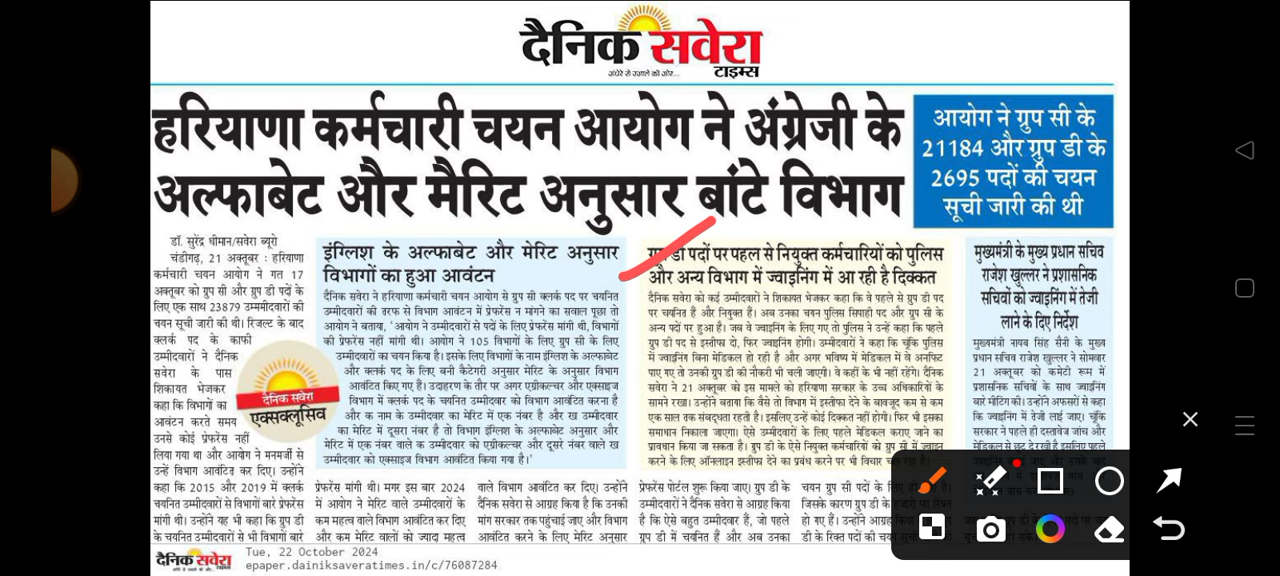 दैनिक सवेरा
अंधेरे से उजाले की ओर...
टाइम्स
हरियाणा कर्मचारी चयन आयोग ने अंग्रेजी के
अल्फाबेट और मैरिट अनुसार बांटे विभाग
आयोग ने ग्रुप सी के
21184 और ग्रुप डी के
2695 पदों की चयन
सूची जारी की थी
डॉ. सुरेंद्र धीमान/सवेरा ब्यूरो
चंडीगढ़, 21 अक्तूबर : हरियाणा
कर्मचारी चयन आयोग ने गत 17
अक्तूबर को ग्रुप सी और ग्रुप डी पदों के
लिए एक साथ 23879 उम्ममीदवारों की
चयन सूची जारी की थी। रिजल्ट के बाद
क्लर्क पद के काफी
उम्मीदवारों ने दैनिक
सवेरा के पास
शिकायत भेजकर
कहा कि विभागों का
आवंटन करते समय
उनसे कोई प्रेफरेंस नहीं
लिया गया था और आयोग ने मनमर्जी से
उन्हें विभाग आवंटित कर दिए। उन्होंने
कहा कि 2015 और 2019 में क्लर्क
चयनित उम्मीदवारों से विभागों बारे प्रेफरेंस
मांगी थी। उन्होंने यह भी कहा कि ग्रुप डी
के चयनित उम्मीदवारों से भी विभागों बारे
दैनिक सवेरा
एक्सक्लूसिव
इंग्लिश के अल्फाबेट और मेरिट अनुसार
विभागों का हुआ आवंटन
दैनिक सवेरा ने हरियाणा कर्मचारी चयन आयोग से ग्रुप सी क्लर्क पद पर चयनित
उम्मीदवारों की तरफ से विभाग आवंटन में प्रेफरेंस न मांगने का सवाल पूछा तो
आयोग ने बताया, 'आयोग ने उम्मीदवारों से पदों के लिए प्रेफरेंस मांगी थी, विभागों
की प्रेफरेंस नहीं मांगी थी। आयोग ने 105 विभागों के लिए ग्रुप सी के लिए
उम्मीदवारों का चयन किया है। इसके लिए विभागों के नाम इंग्लिश के अल्फाबेट
और क्लर्क पद के लिए बनी कैटेगरी अनुसार मेरिट के अनुसार विभाग
आवंटित किए गए हैं। उदाहरण के तौर पर अगर एग्रीकल्चर और एक्साइज
विभाग में क्लर्क पद के चयनित उम्मीदवार को विभाग आवंटित करना है
और क नाम के उम्मीदवार का मेरिट में एक नंबर है और ख उम्मीदवार
का मेरिट में दूसरा नंबर है तो विभाग इंग्लिश के अल्फाबेट अनुसार और
मेरिट में एक नंबर वाले क उम्मीदवार को एग्रीकल्चर और दूसरे नंबर वाले ख
उम्मीदवार को एक्साइज विभाग आवंटित किया गया है।'
प्रेफरेंस मांगी थी। मगर इस बार 2024
में आयोग ने मेरिट वाले उम्मीदवारों के
कम महत्व वाले विभाग आवंटित कर दिए
और कम मेरिट वालों को ज्यादा महत्व
वाले विभाग आवंटित कर दिए। उन्होंने
दैनिक सवेरा से आग्रह किया है कि उनकी
मांग सरकार तक पहुंचाई जाए और विभाग
आवंटित करने के लिए मेरिट अनुसार
ग्रुप डी पदों पर पहल से नियुक्त कर्मचारियों को पुलिस
और अन्य विभाग में ज्वाइनिंग में आ रही है दिक्कत
दैनिक सवेरा को कई उम्मीदवारों ने शिकायत भेजकर कहा कि वे पहले से ग्रुप डी पद
पर चयनित हैं और नियुक्त हैं। अब उनका चयन पुलिस सिपाही पद और ग्रुप सी के
अन्य पदों पर हुआ है। जब वे ज्वाइनिंग के लिए गए तो पुलिस ने उन्हें कहा कि पहले
ग्रुप डी पद से इस्तीफा दो, फिर ज्वाइनिंग होगी। उम्मीदवारों ने कहा कि चूंकि पुलिस
में ज्वाइनिंग बिना मेडिकल हो रही है और अगर भविष्य में मेडिकल में वे अनफिट
पाए गए तो उनकी ग्रुप डी की नौकरी भी चली जाएगी। वे कहीं के भी नहीं रहेंगे। दैनिक
सवेरा ने 21 अक्तूबर को इस मामले को हरियाणा सरकार के उच्च अधिकारियों के
सामने रखा। उन्होंने बताया कि वैसे तो विभाग में इस्तीफा देने के बावजूद कम से कम
एक साल तक संबद्धता रहती है। इसलिए उन्हें कोई दिक्कत नहीं होगी। फिर भी इसका
समाधान निकाला जाएगा। ऐसे उम्मीदवारों के लिए पहले मेडिकल कराए जाने का
प्रावधान किया जा सकता है। ग्रुप डी के ऐसे नियुक्त कर्मचारियों को ग्रुप सी में ज्वाइन
करने के लिए ऑनलाइन इस्तीफा देने का प्रबंध करने पर भी विचार चल रहा है।
प्रेफरेंस पोर्टल शुरू किया जाए। ग्रुप डी के
उम्मीदवारों ने दैनिक सवेरा से आग्रह किया
है कि ऐसे बहुत उम्मीदवार हैं, जो पहले
ग्रुप डी में चयनित हैं और अब उनका
चयन ग्रुप सी पदों के लिए
जिसके कारण ग्रुप डी के
हो गए हैं। उन्होंने आग्रह
डी के रिक्त पदों की चयन
मुख्यमंत्री के मुख्य प्रधान सचिव
राजेश खुल्लर ने प्रशासनिक
सचिवों को ज्वाइनिंग में तेजी
लाने के दिए निर्देश
मुख्यमंत्री नायब सिंह सैनी के मुख्य
प्रधान सचिव राजेश खुल्लर ने सोमवार
21 अक्तूबर को कमेटी रूम में
प्रशासनिक सचिवों के साथ ज्वाइनिंग
बारे मीटिंग की। उन्होंने अफसरों से कहा
कि ज्वाइनिंग में तेजी लाई जाए। चूंकि
सरकार ने पहले ही दस्तावेज जांच और
मेडिकल से छूट दे रखी है इसलिए पहले
दैनिक सवेरा
टाइम्स
Tue, 22 October 2024
epaper.dainiksaveratimes.in/c/76087284